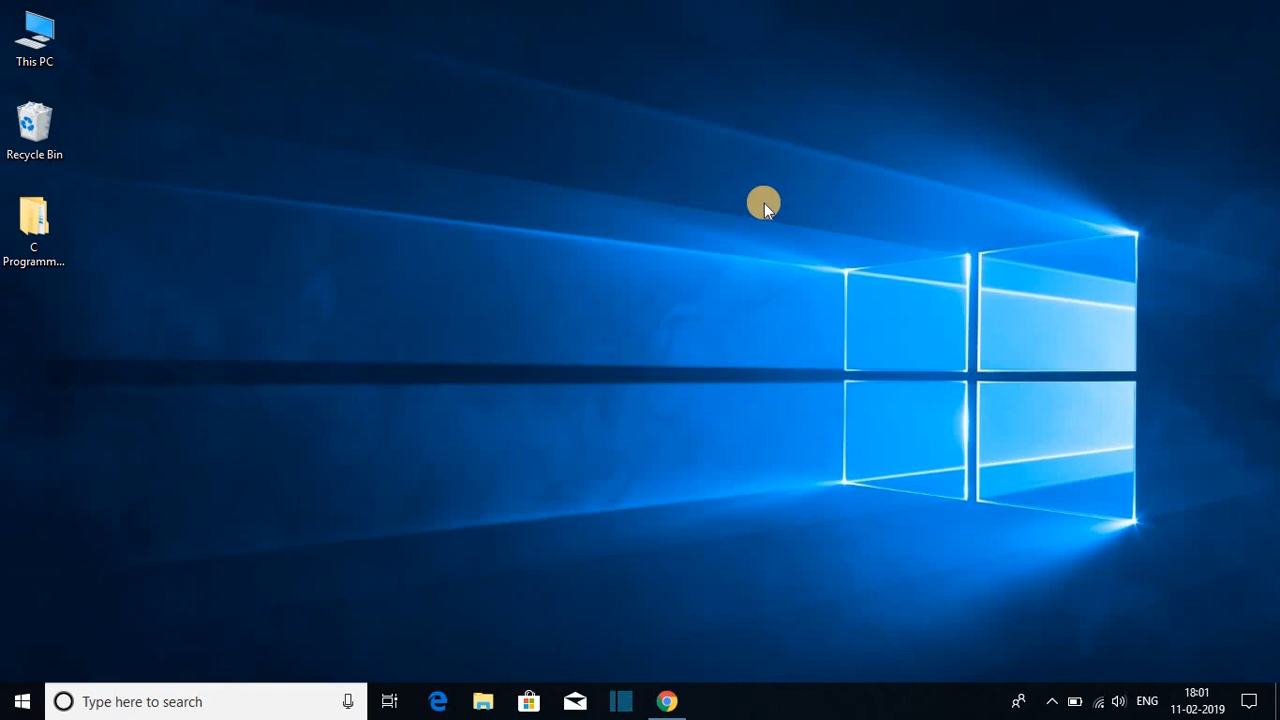 This PC
Recycle Bin
C
Programm...
Type here to search
ENG
18:01
11-02-2019